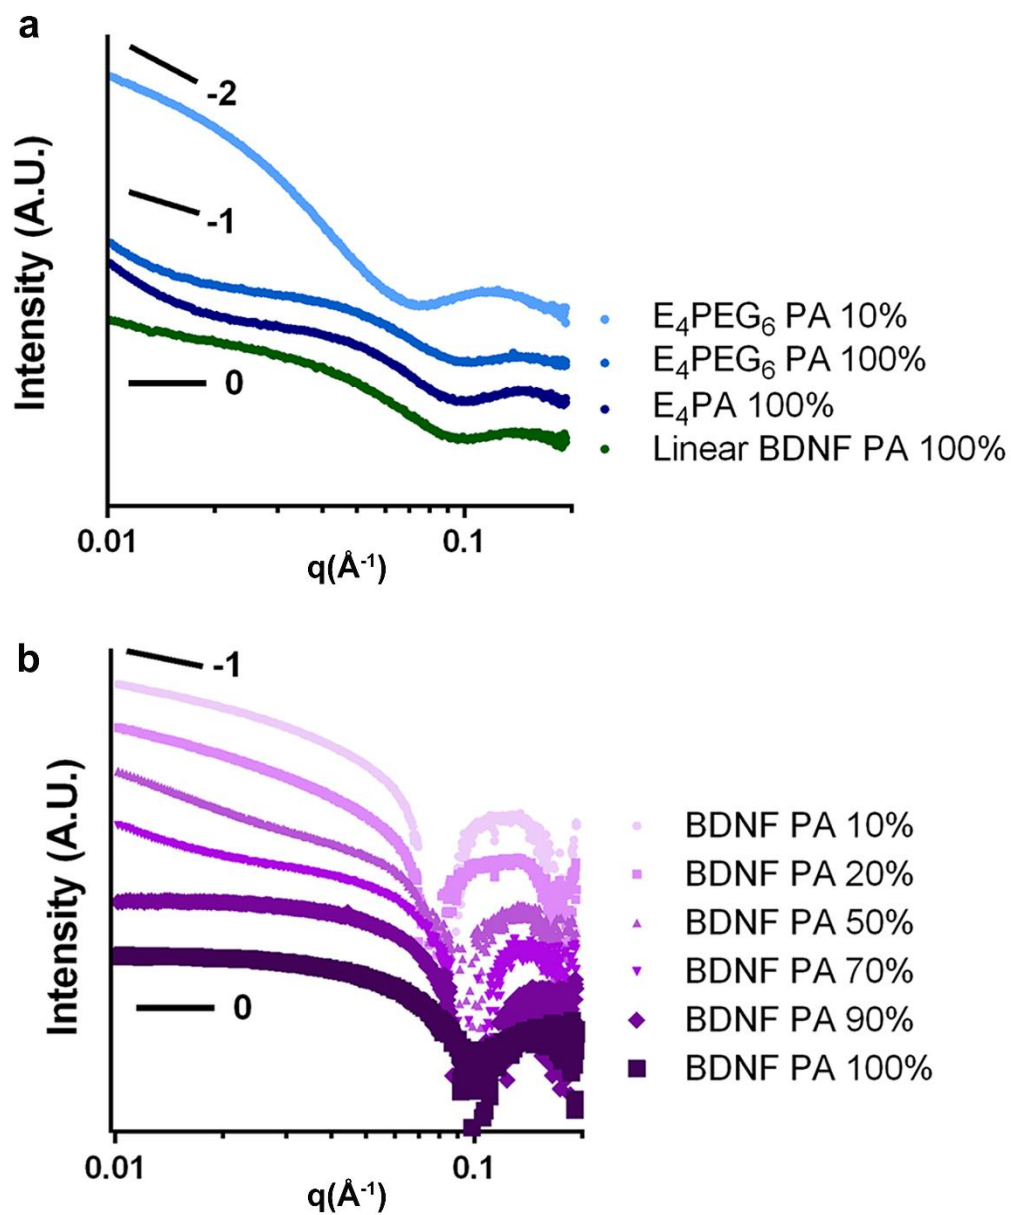 a
Intensity (A.U.)
-2
-1
0
0.01
0.1
q(Å⁻¹)
E₄PEG₆ PA 10%
E₄PEG₆ PA 100%
E₄PA 100%
Linear BDNF PA 100%
b
Intensity (A.U.)
-1
0
0.01
0.1
q(Å⁻¹)
BDNF PA 10%
BDNF PA 20%
BDNF PA 50%
BDNF PA 70%
BDNF PA 90%
BDNF PA 100%